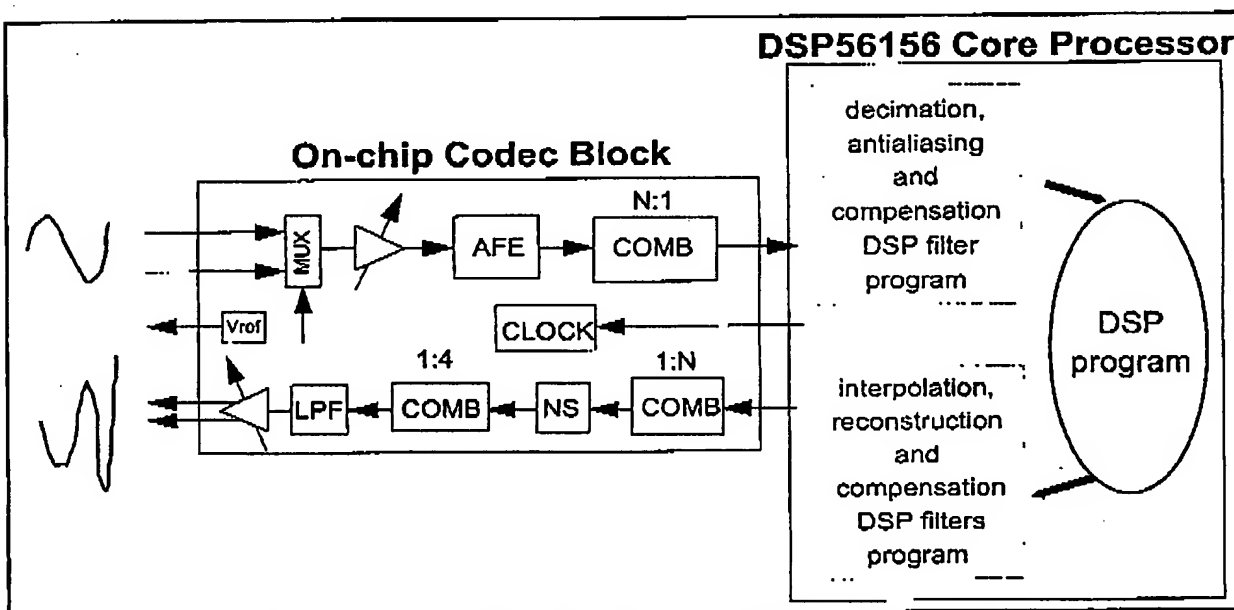 DSP56156 Core Processor
On-chip Codec Block
decimation,
antialiasing
and
compensation
DSP filter
program
N:1
MUX
AFE
COMB
Vrof
CLOCK
DSP
program
1:4
1:N
LPF
COMB
NS
COMB
interpolation,
reconstruction
and
compensation
DSP filters
program